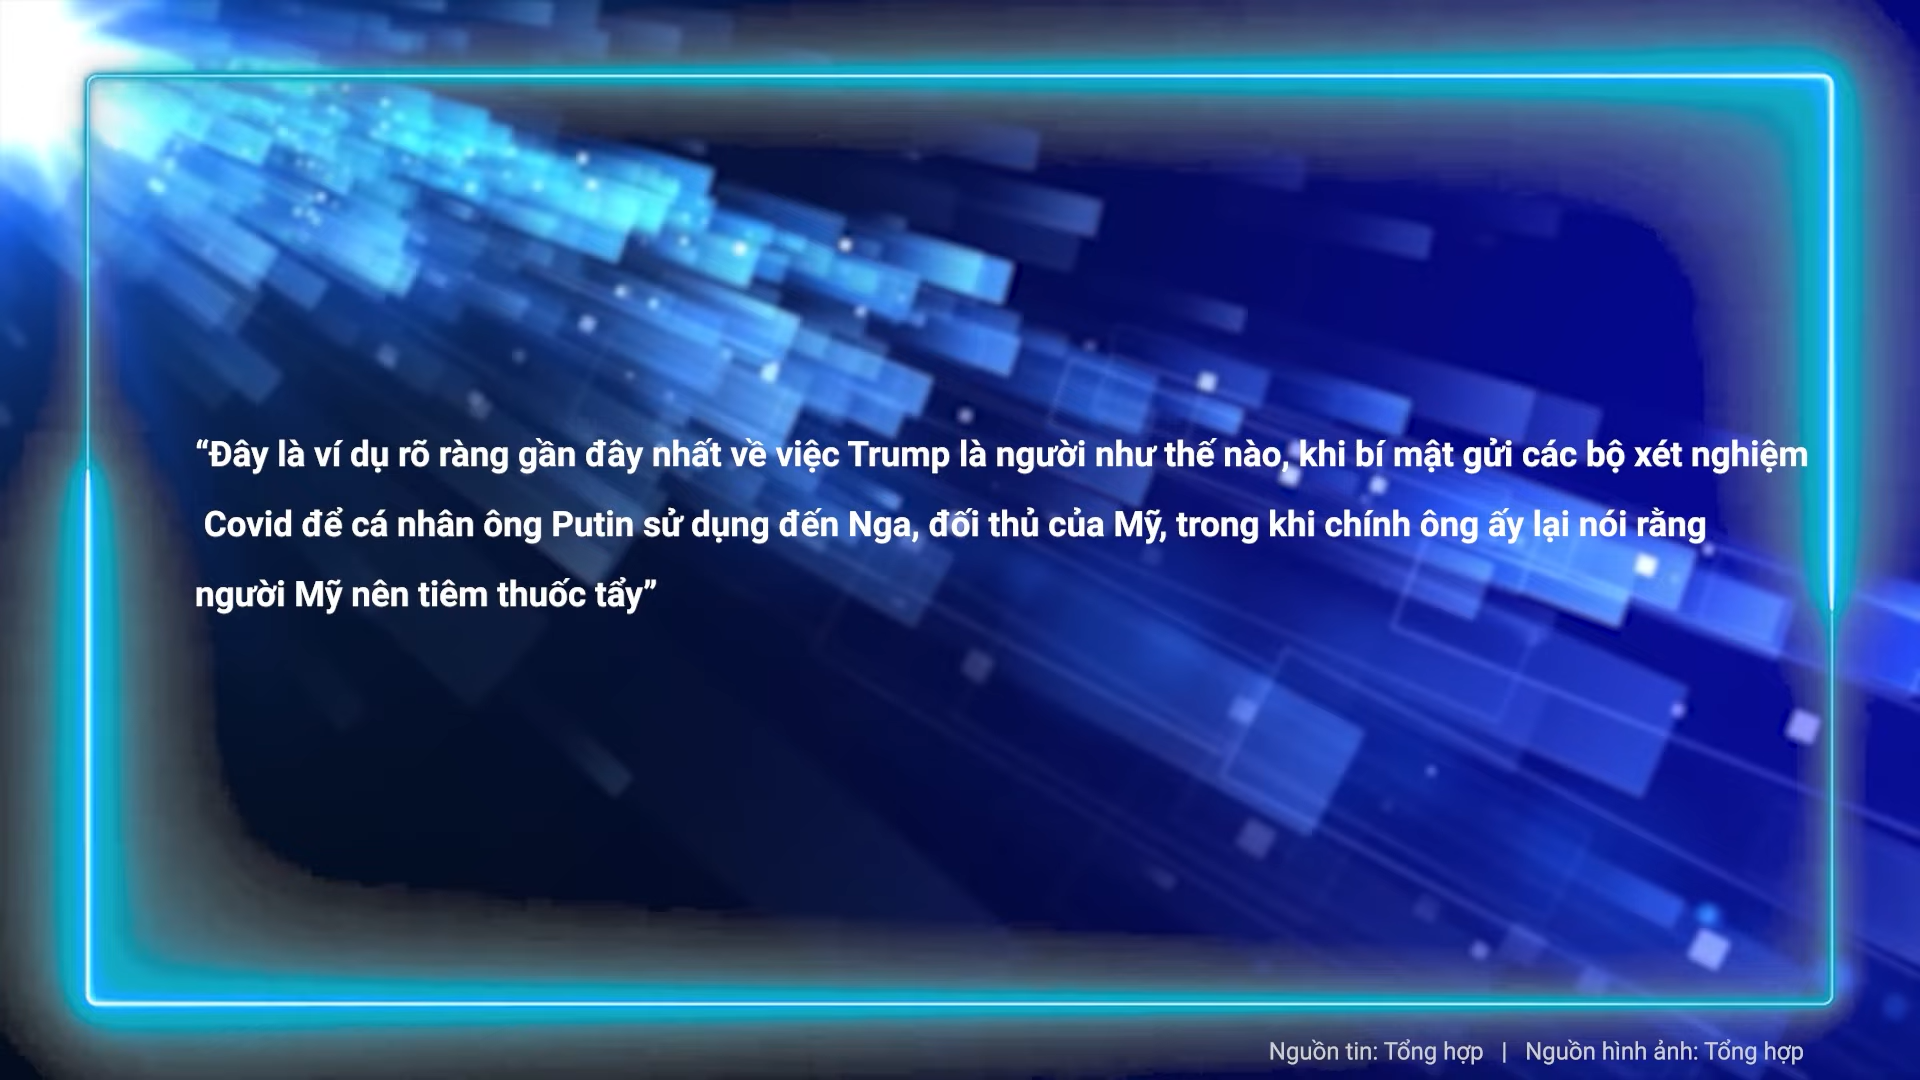 “Đây là ví dụ rõ ràng gần đây nhất về việc Trump là người như thế nào, khi bí mật gửi các bộ xét nghiệm
Covid để cá nhân ông Putin sử dụng đến Nga, đối thủ của Mỹ, trong khi chính ông ấy lại nói rằng
người Mỹ nên tiêm thuốc tẩy”
Nguồn tin: Tổng hợp | Nguồn hình ảnh: Tổng hợp